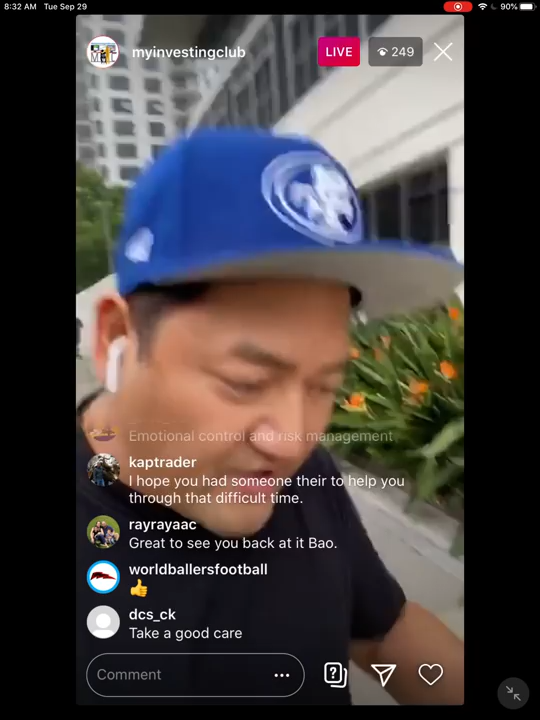 8:32 AM Tue Sep 29
90%
myinvestingclub
LIVE
249
Emotional control and risk management
kaptrader
I hope you had someone their to help you
through that difficult time.
rayrayaac
Great to see you back at it Bao.
worldballersfootball
👍
dcs_ck
Take a good care
Comment